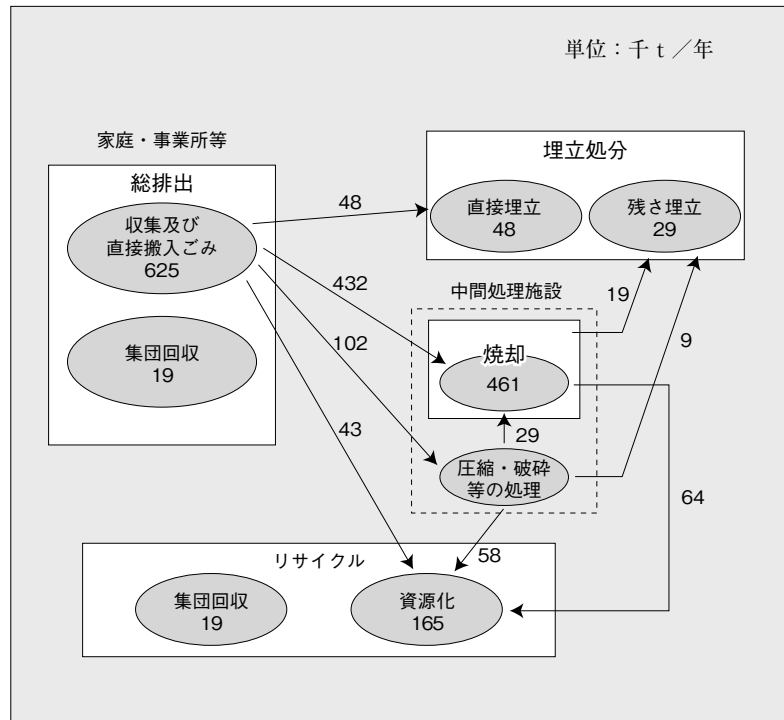 単位：千ｔ／年
家庭・事業所等
総排出
収集及び
直接搬入ごみ
625
集団回収
19
48
432
102
43
埋立処分
直接埋立
48
残さ埋立
29
中間処理施設
19
9
焼却
461
29
圧縮・破砕
等の処理
64
58
リサイクル
集団回収
19
資源化
165